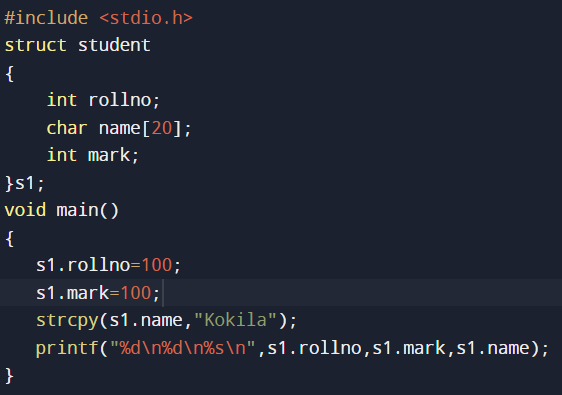 #include <stdio.h>
struct student
{
    int rollno;
    char name[20];
    int mark;
}s1;
void main()
{
   s1.rollno=100;
   s1.mark=100;
   strcpy(s1.name,"Kokila");
   printf("%d\n%d\n%s\n",s1.rollno,s1.mark,s1.name);
}